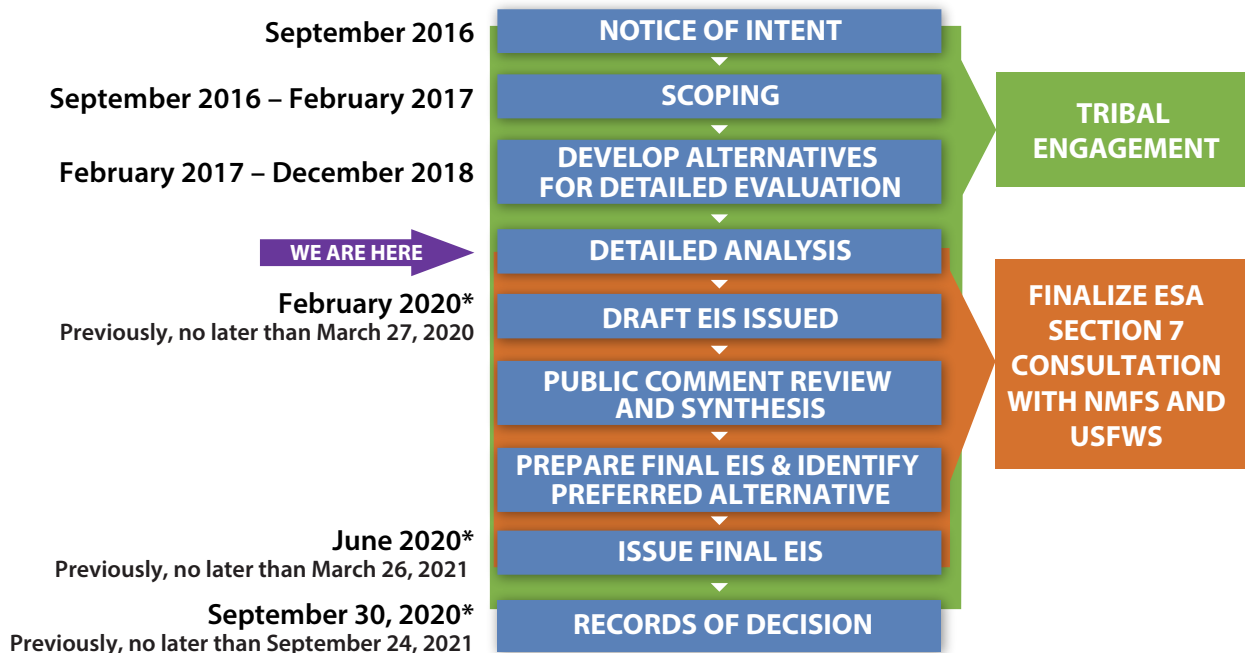 September 2016
NOTICE OF INTENT
September 2016 – February 2017
SCOPING
February 2017 – December 2018
DEVELOP ALTERNATIVES
FOR DETAILED EVALUATION
TRIBAL
ENGAGEMENT
WE ARE HERE
DETAILED ANALYSIS
February 2020*
Previously, no later than March 27, 2020
DRAFT EIS ISSUED
PUBLIC COMMENT REVIEW
AND SYNTHESIS
PREPARE FINAL EIS & IDENTIFY
PREFERRED ALTERNATIVE
FINALIZE ESA
SECTION 7
CONSULTATION
WITH NMFS AND
USFWS
June 2020*
Previously, no later than March 26, 2021
ISSUE FINAL EIS
September 30, 2020*
Previously, no later than September 24, 2021
RECORDS OF DECISION